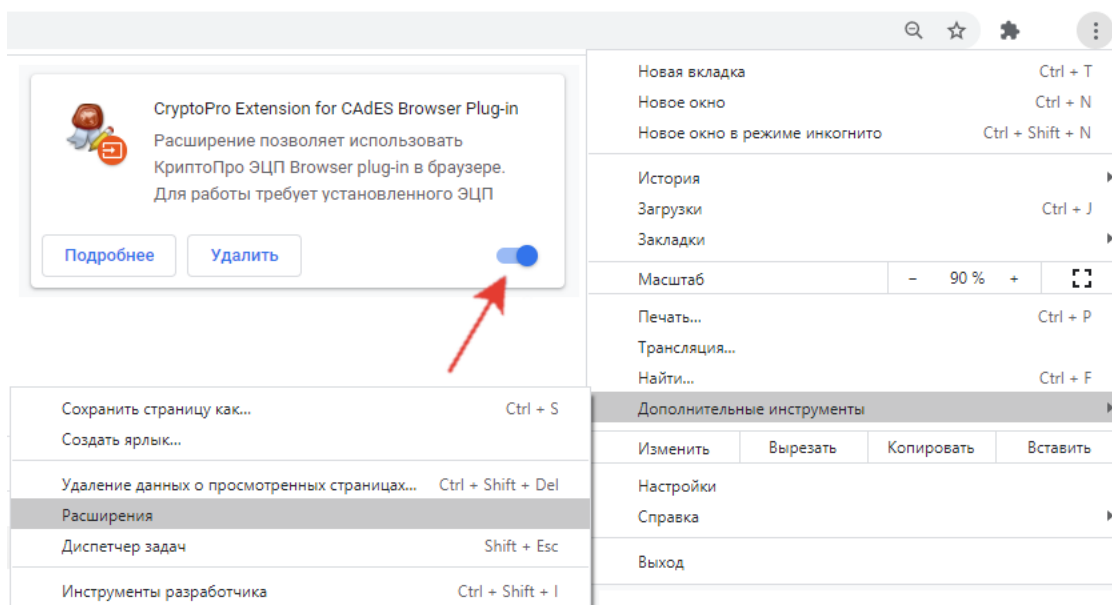 CryptoPro Extension for CAdES Browser Plug-in
Расширение позволяет использовать
КриптоПро ЭЦП Browser plug-in в браузере.
Для работы требует установленного ЭЦП
Подробнее Удалить
Новая вкладка Ctrl + T
Новое окно Ctrl + N
Новое окно в режиме инкогнито Ctrl + Shift + N
История
Загрузки Ctrl + J
Закладки
Масштаб - 90 % +
Печать... Ctrl + P
Трансляция...
Найти... Ctrl + F
Дополнительные инструменты
Изменить Вырезать Копировать Вставить
Настройки
Справка
Выход
Сохранить страницу как... Ctrl + S
Создать ярлык...
Удаление данных о просмотренных страницах... Ctrl + Shift + Del
Расширения
Диспетчер задач Shift + Esc
Инструменты разработчика Ctrl + Shift + I